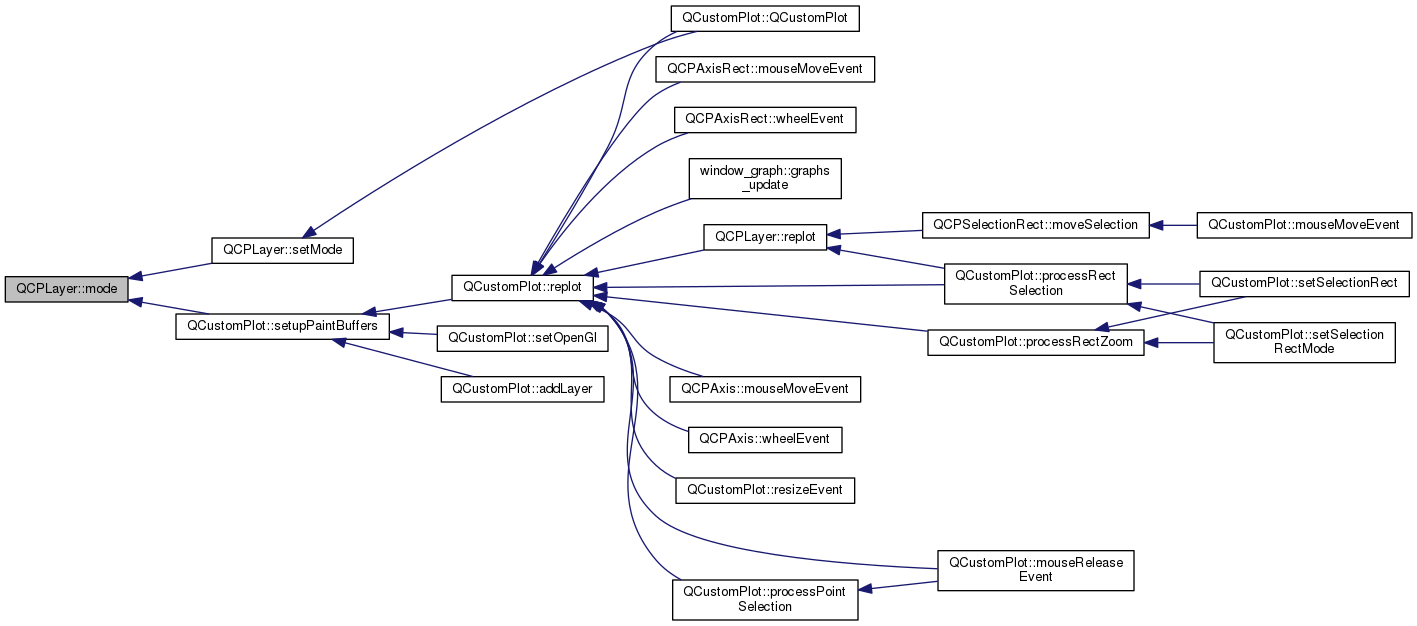 QCustomPlot::QCustomPlot
QCPAxisRect::mouseMoveEvent
QCPAxisRect::wheelEvent
window_graph::graphs
_update
QCPLayer::replot
QCPSelectionRect::moveSelection
QCustomPlot::mouseMoveEvent
QCPLayer::setMode
QCPLayer::mode
QCustomPlot::replot
QCustomPlot::processRect
Selection
QCustomPlot::setSelectionRect
QCustomPlot::setupPaintBuffers
QCustomPlot::setOpenGl
QCustomPlot::processRectZoom
QCustomPlot::setSelection
RectMode
QCustomPlot::addLayer
QCPAxis::mouseMoveEvent
QCPAxis::wheelEvent
QCustomPlot::resizeEvent
QCustomPlot::mouseRelease
Event
QCustomPlot::processPoint
Selection